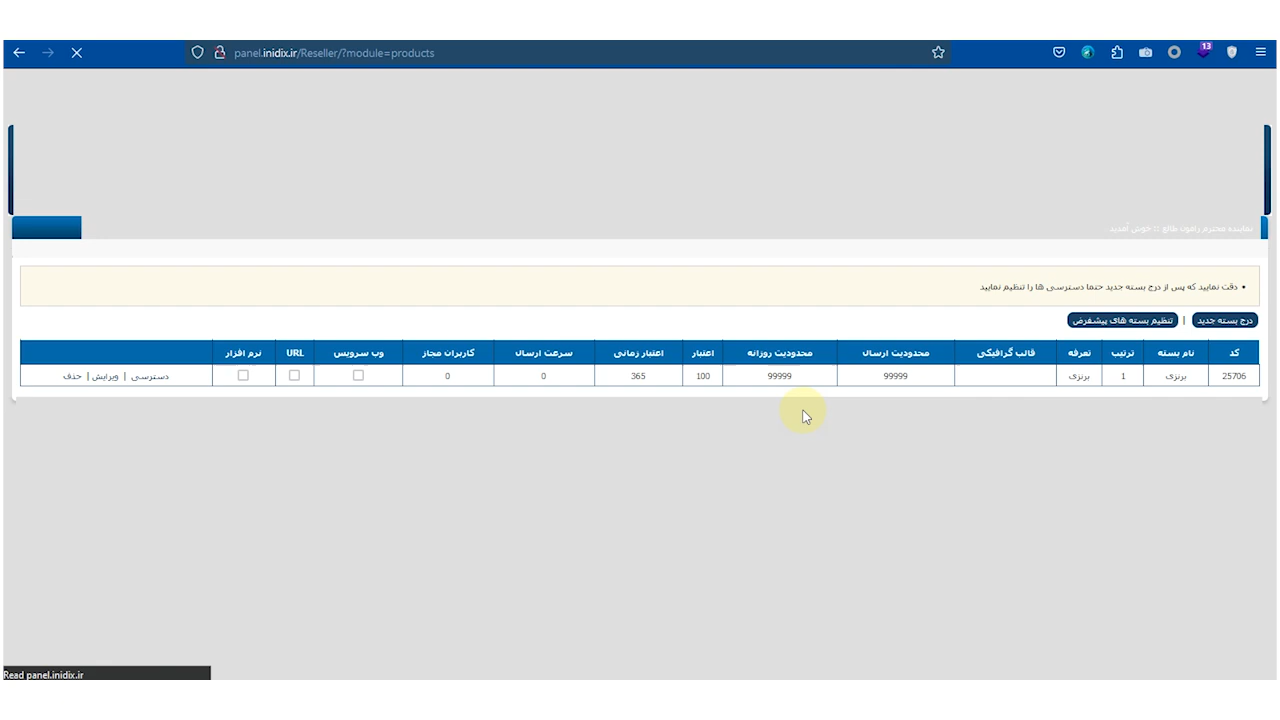 panel.inidix.ir/Reseller/?module=products
13
نماینده محترم رامون طالع :: خوش آمدید
• دقت نمایید که پس از درج بسته جدید حتما دسترسی ها را تنظیم نمایید
درج بسته جدید | تنظیم بسته های پیشفرض
کد نام بسته ترتیب تعرفه قالب گرافیکی محدودیت ارسال محدودیت روزانه اعتبار اعتبار زمانی سرعت ارسال کاربران مجاز وب سرویس URL نرم افزار
25706 برنزی 1 برنزی 99999 99999 100 365 0 0 دسترسی | ویرایش | حذف
Read panel.inidix.ir